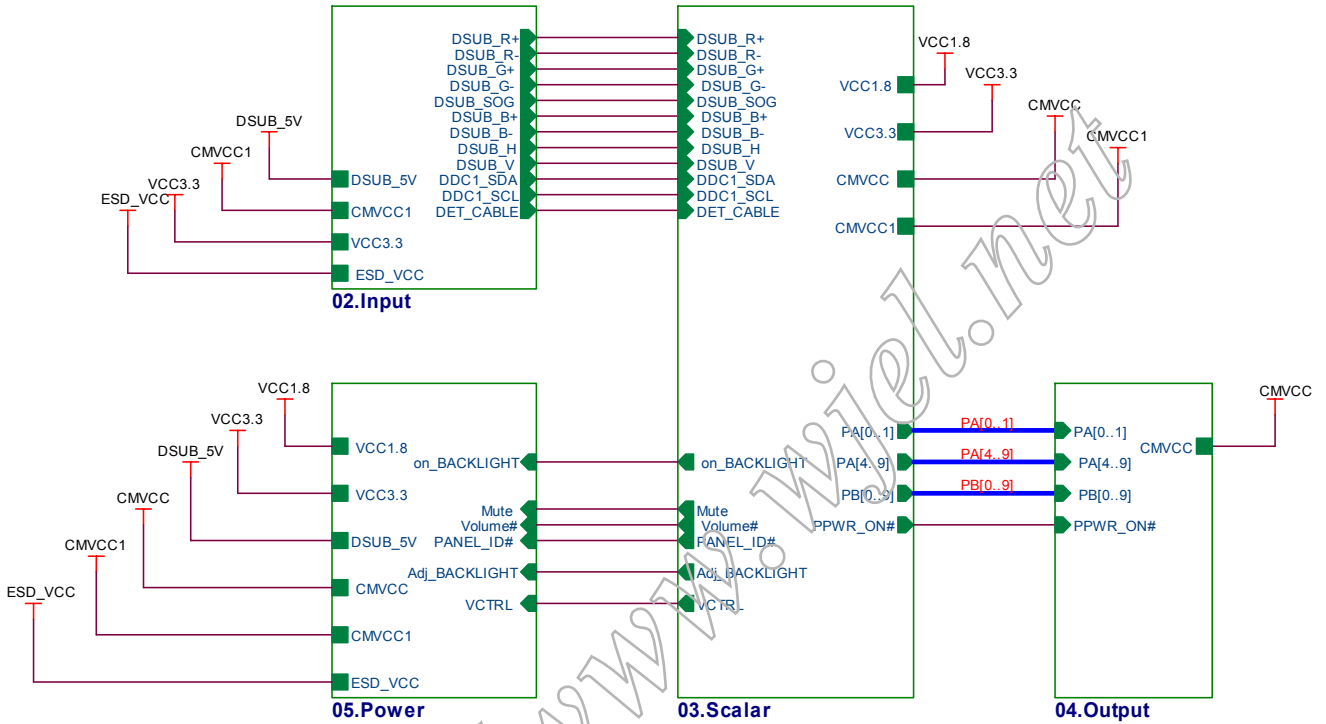 DSUB_5V
CMVCC1
VCC3.3
ESD_VCC
DSUB_5V
CMVCC1
VCC3.3
ESD_VCC
DSUB_R+
DSUB_R-
DSUB_G+
DSUB_G-
DSUB_SOG
DSUB_B+
DSUB_B-
DSUB_H
DSUB_V
DDC1_SDA
DDC1_SCL
DET_CABLE
02.Input
DSUB_R+
DSUB_R-
DSUB_G+
DSUB_G-
DSUB_SOG
DSUB_B+
DSUB_B-
DSUB_H
DSUB_V
DDC1_SDA
DDC1_SCL
DET_CABLE
VCC1.8
VCC3.3
CMVCC
CMVCC1
VCC1.8
VCC3.3
CMVCC
CMVCC1
VCC1.8
VCC3.3
DSUB_5V
CMVCC
CMVCC1
ESD_VCC
VCC1.8
VCC3.3
DSUB_5V
CMVCC
CMVCC1
ESD_VCC
on_BACKLIGHT
Mute
Volume#
PANEL_ID#
Adj_BACKLIGHT
VCTRL
05.Power
on_BACKLIGHT
Mute
Volume#
PANEL_ID#
Adj_BACKLIGHT
VCTRL
PA[0..1]
PA[4..9]
PB[0..9]
PPWR_ON#
03.Scalar
PA[0..1]
PA[4..9]
PB[0..9]
PA[0..1]
PA[4..9]
PB[0..9]
PPWR_ON#
CMVCC
CMVCC
04.Output
www.wjel.net